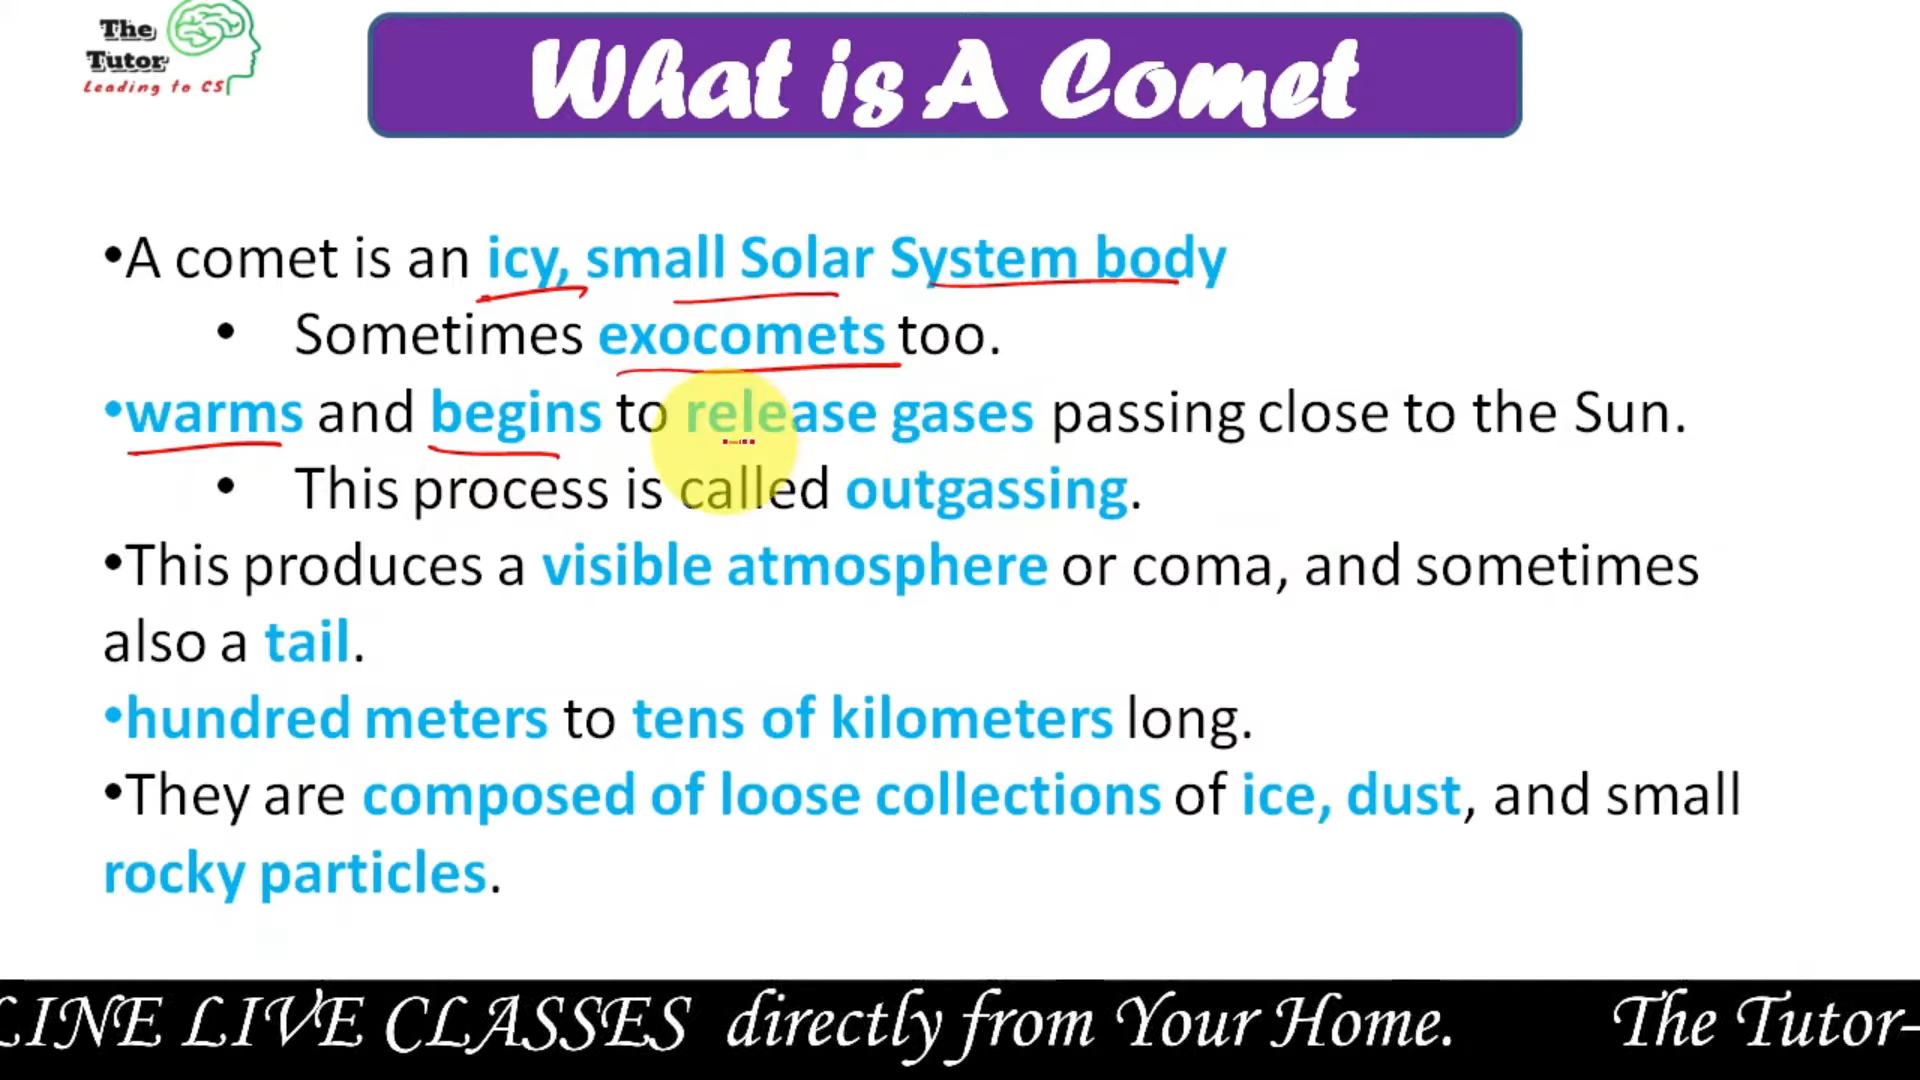 The
Tutor
Leading to CS
What is A Comet
•A comet is an icy, small Solar System body
• Sometimes exocomets too.
•warms and begins to release gases passing close to the Sun.
• This process is called outgassing.
•This produces a visible atmosphere or coma, and sometimes
also a tail.
•hundred meters to tens of kilometers long.
•They are composed of loose collections of ice, dust, and small
rocky particles.
LINE LIVE CLASSES directly from Your Home. The Tutor-